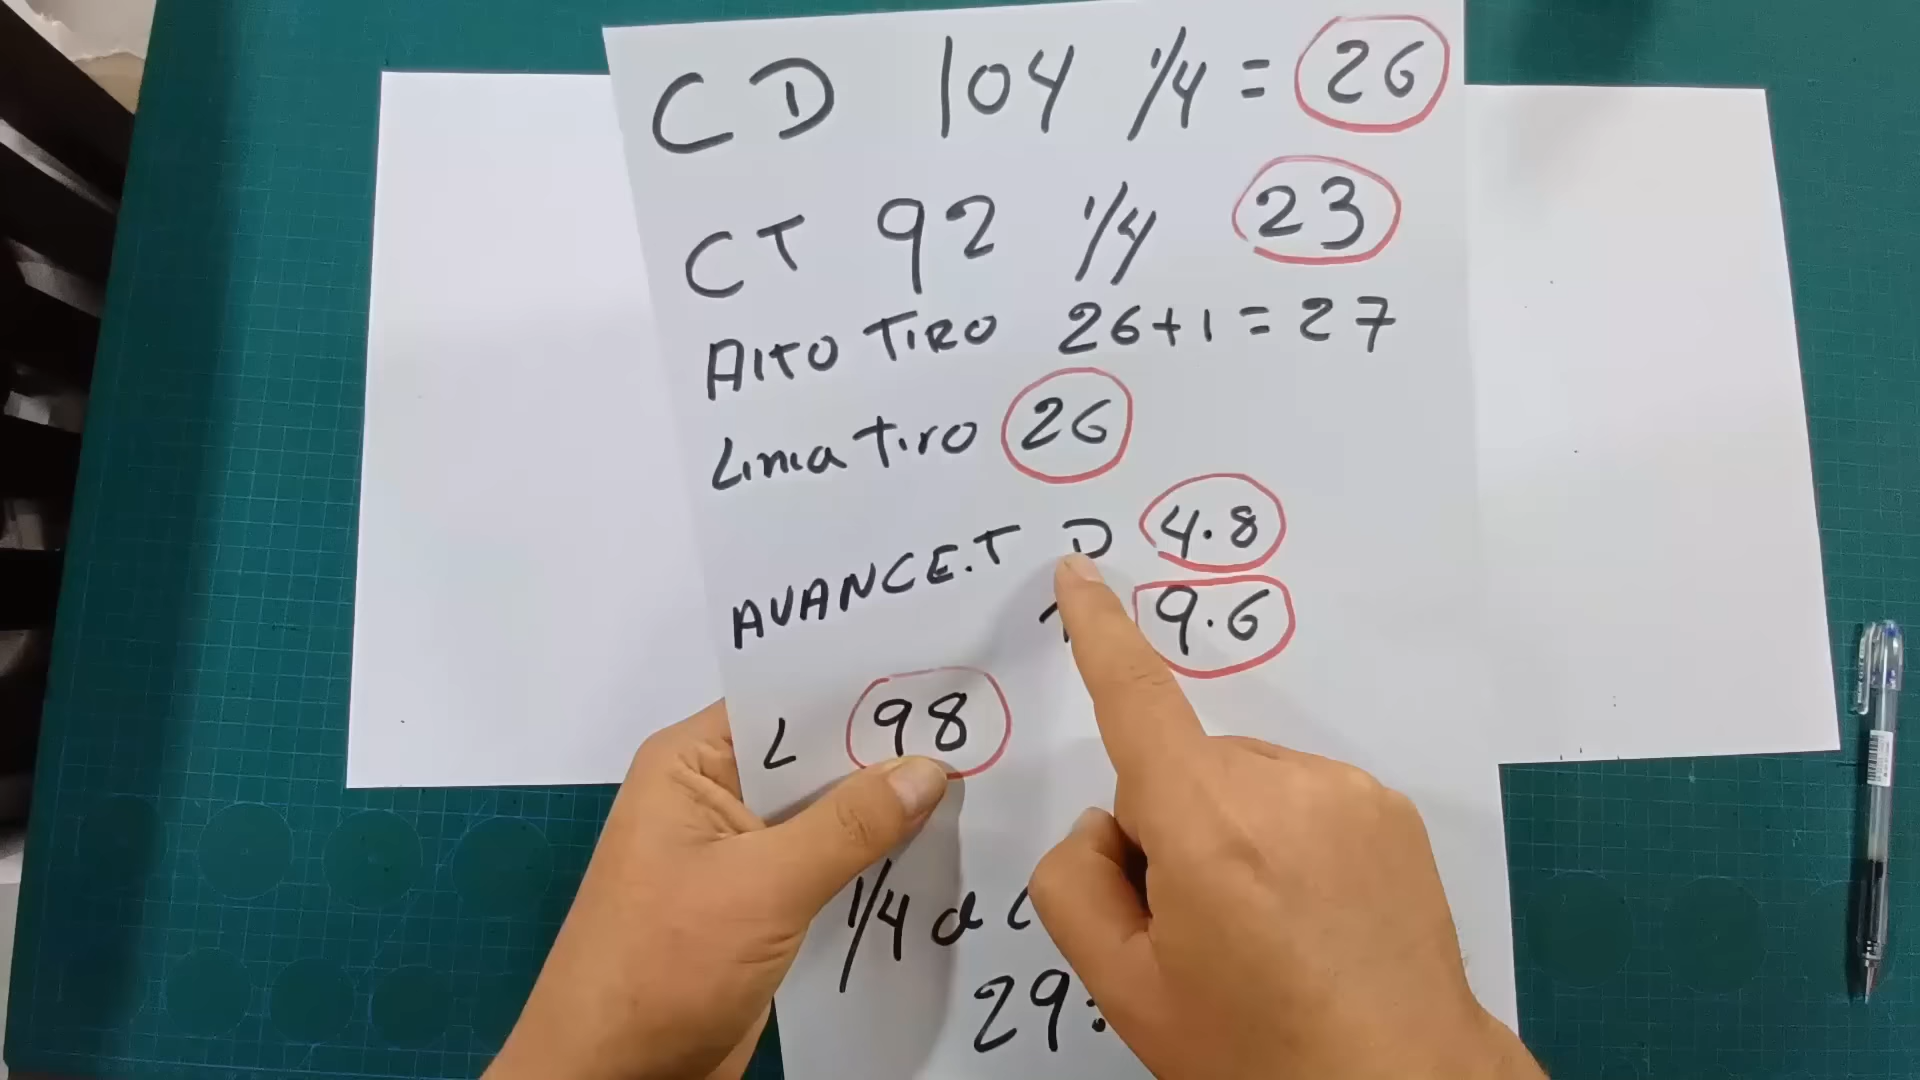 CD 104 1/4 = 26
CT 92 1/4 23
AltO TIRO 26+1=27
Linia Tiro 26
AVANCE.T D 4.8
9.6
L 98
1/4 d
29